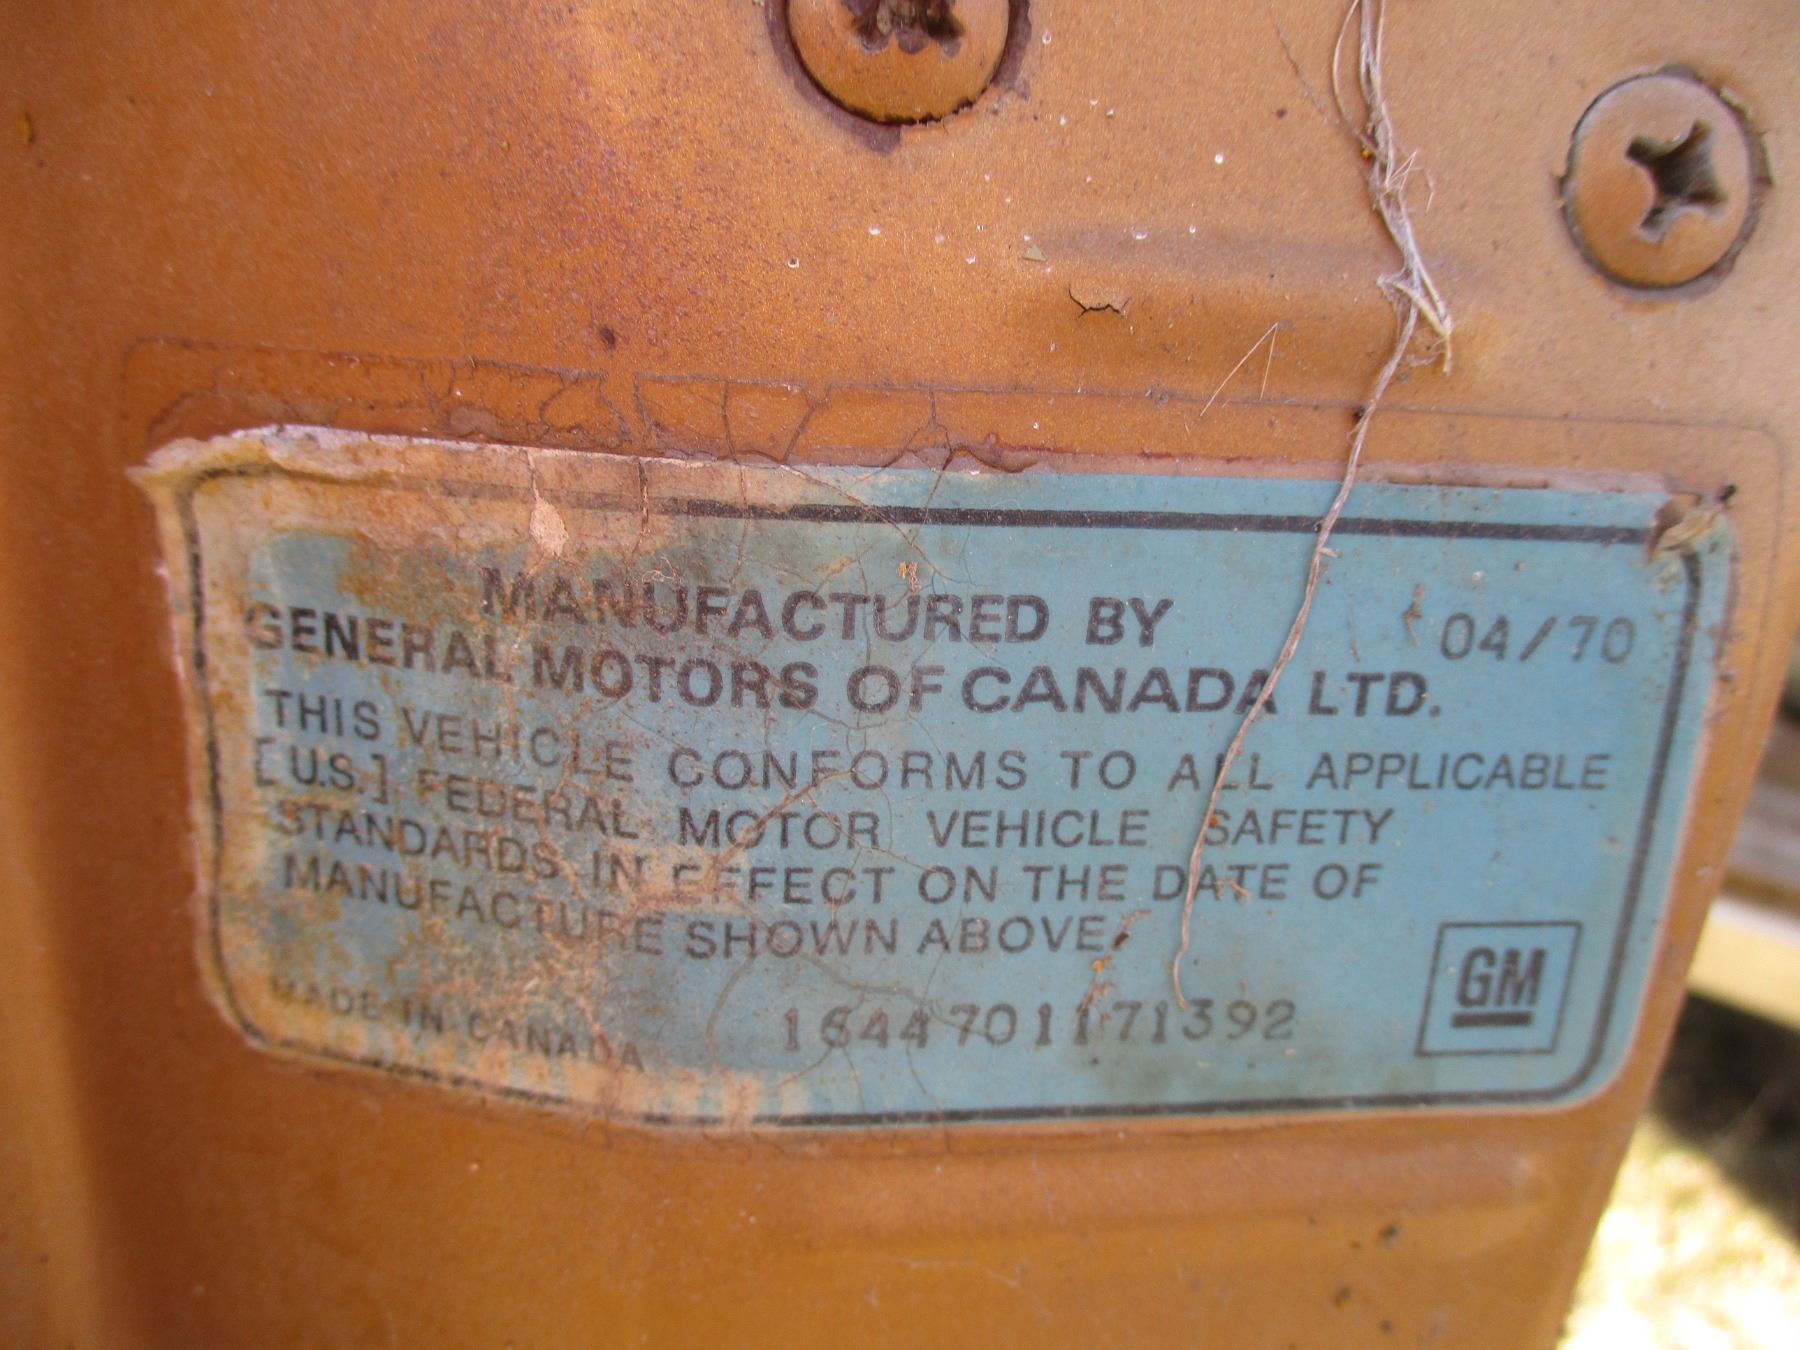 MANUFACTURED BY 04/70
GENERAL MOTORS OF CANADA LTD.
THIS VEHICLE CONFORMS TO ALL APPLICABLE
[U.S.] FEDERAL MOTOR VEHICLE SAFETY
STANDARDS IN EFFECT ON THE DATE OF
MANUFACTURE SHOWN ABOVE.
MADE IN CANADA 1644701171392
GM